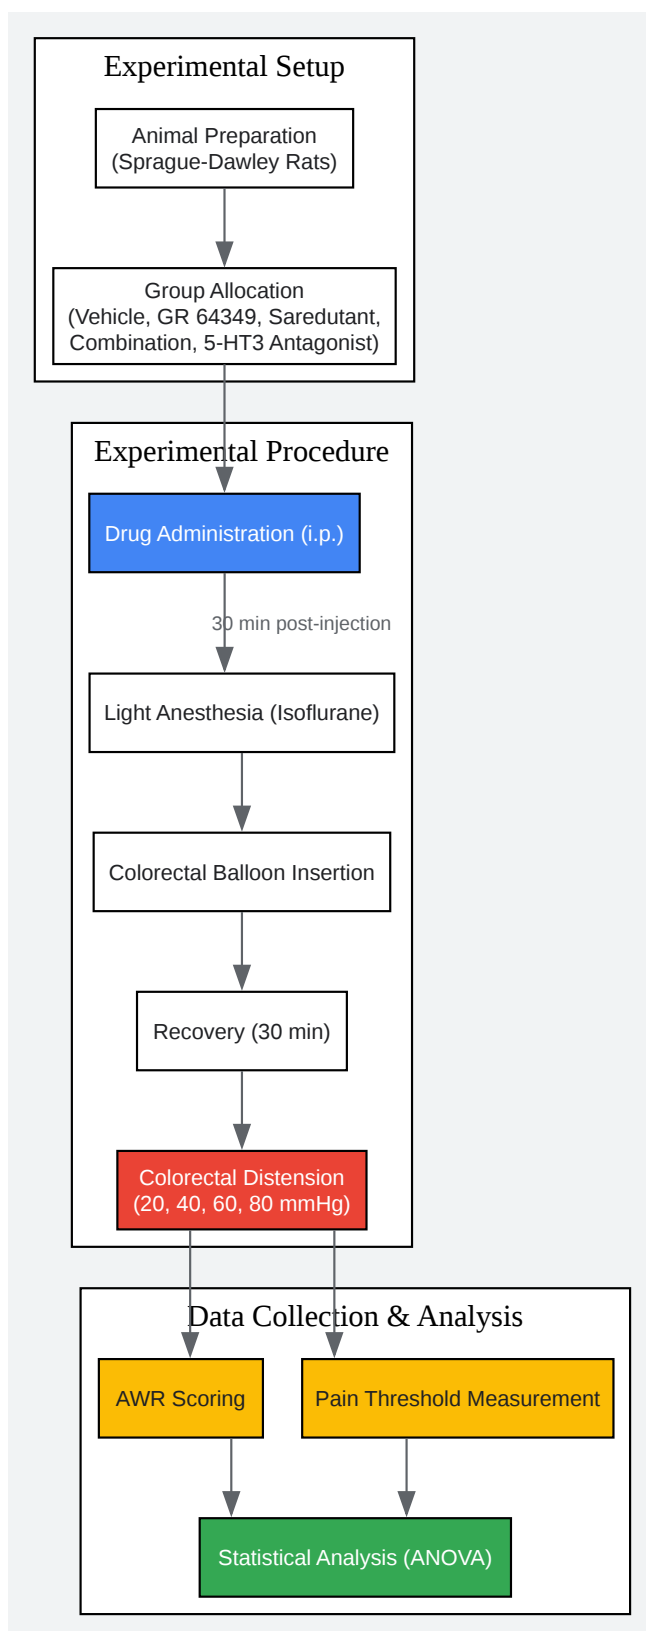 Experimental Setup
Animal Preparation
(Sprague-Dawley Rats)
Group Allocation
(Vehicle, GR 64349, Saredutant,
Combination, 5-HT3 Antagonist)
Experimental Procedure
Drug Administration (i.p.)
30 min post-injection
Light Anesthesia (Isoflurane)
Colorectal Balloon Insertion
Recovery (30 min)
Colorectal Distension
(20, 40, 60, 80 mmHg)
Data Collection & Analysis
AWR Scoring
Pain Threshold Measurement
Statistical Analysis (ANOVA)